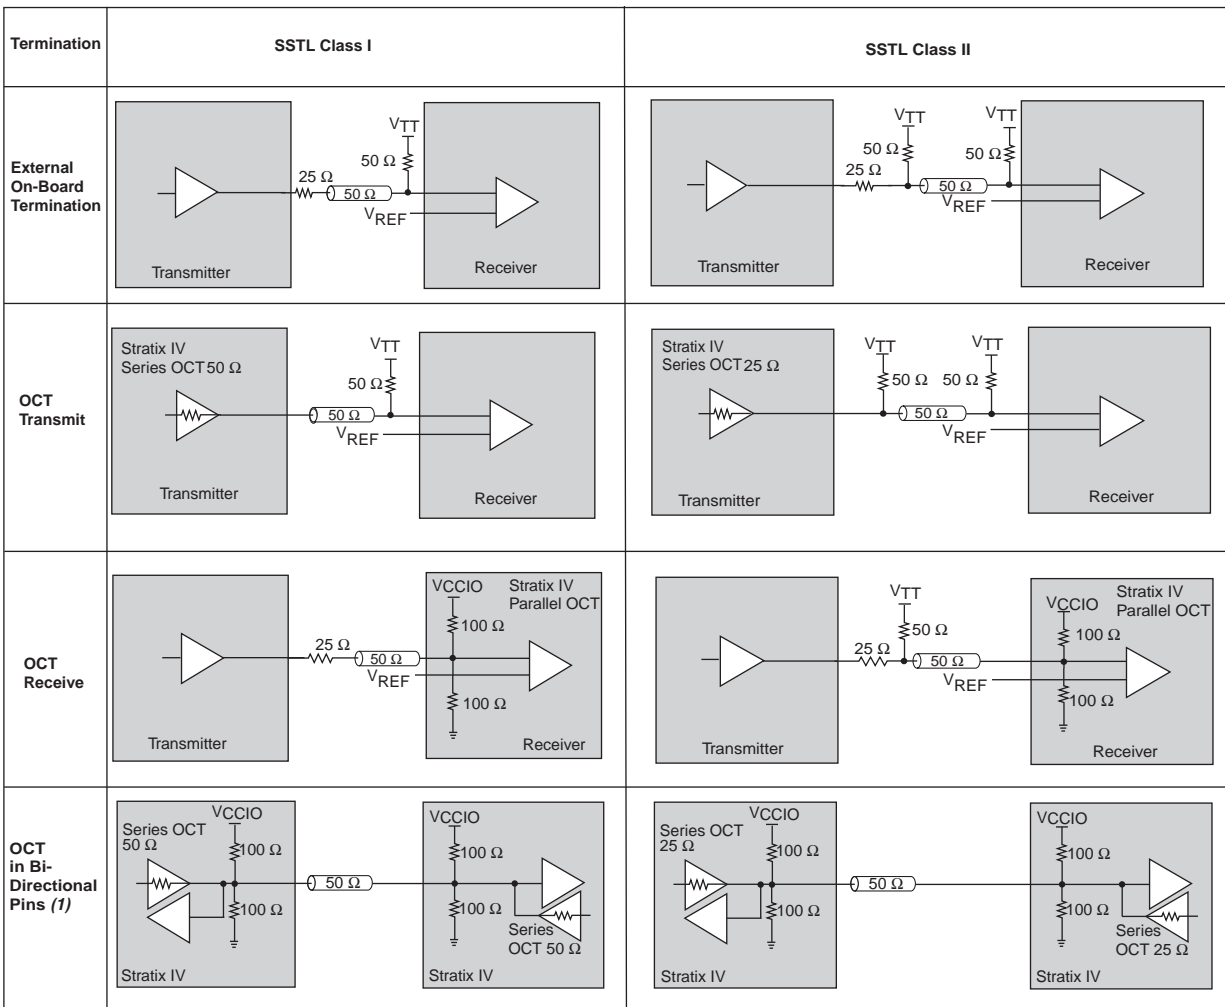 Termination
SSTL Class I
SSTL Class II
External
On-Board
Termination
VTT
50 Ω
25 Ω
50 Ω
VREF
Transmitter
Receiver
VTT
50 Ω
25 Ω
VTT
50 Ω
50 Ω
VREF
Transmitter
Receiver
OCT
Transmit
Stratix IV
Series OCT 50 Ω
VTT
50 Ω
50 Ω
VREF
Transmitter
Receiver
Stratix IV
Series OCT 25 Ω
VTT
50 Ω
VTT
50 Ω
50 Ω
VREF
Transmitter
Receiver
OCT
Receive
25 Ω
50 Ω
VREF
VCCIO
Stratix IV
Parallel OCT
100 Ω
100 Ω
Transmitter
Receiver
VTT
50 Ω
25 Ω
50 Ω
VREF
VCCIO
Stratix IV
Parallel OCT
100 Ω
100 Ω
Transmitter
Receiver
OCT
in Bi-
Directional
Pins (1)
Series OCT
50 Ω
VCCIO
100 Ω
100 Ω
Stratix IV
50 Ω
VCCIO
100 Ω
100 Ω
Series
OCT 50 Ω
Stratix IV
Series OCT
25 Ω
VCCIO
100 Ω
100 Ω
Stratix IV
50 Ω
VCCIO
100 Ω
100 Ω
Series
OCT 25 Ω
Stratix IV